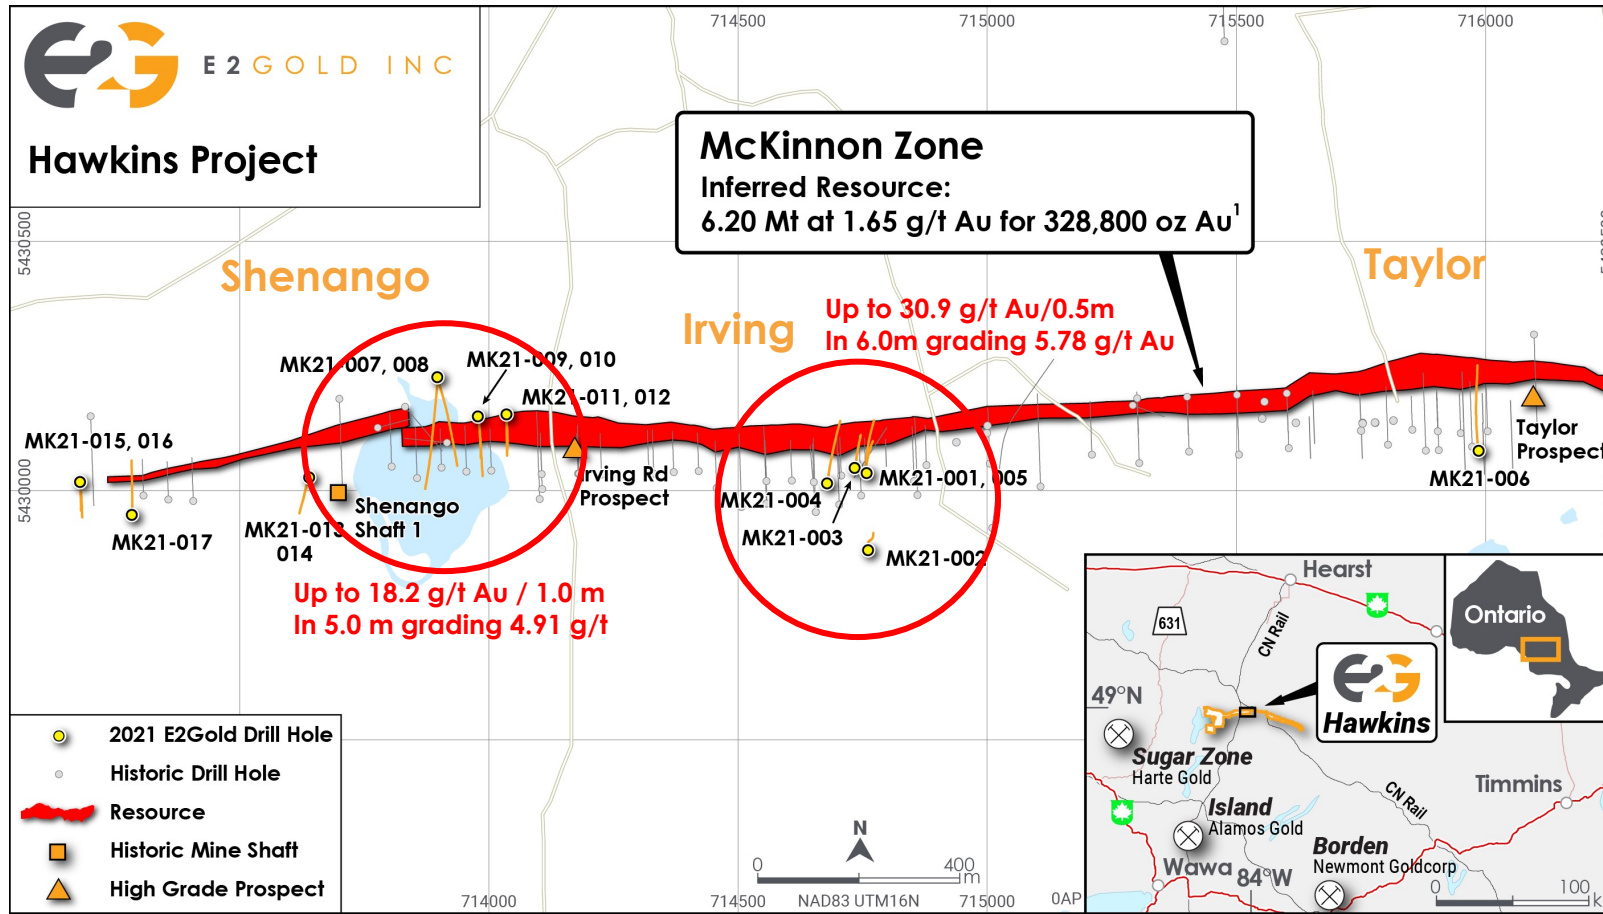 714500
715000
715500
716000
E2GOLD INC
Hawkins Project
McKinnon Zone
Inferred Resource:
6.20 Mt at 1.65 g/t Au for 328,800 oz Au1
5430500
Shenango
Irving
Taylor
Up to 30.9 g/t Au/0.5m
In 6.0m grading 5.78 g/t Au
MK21-007, 008
MK21-009, 010
MK21-011, 012
MK21-015, 016
5430000
MK21-017
MK21-013
014
Shenango
Shaft 1
Irving Rd
Prospect
MK21-004
MK21-001, 005
MK21-003
MK21-002
MK21-006
Taylor
Prospect
Up to 18.2 g/t Au / 1.0 m
In 5.0 m grading 4.91 g/t
2021 E2Gold Drill Hole
Historic Drill Hole
Resource
Historic Mine Shaft
High Grade Prospect
N
0
400
m
NAD83 UTM16N
714000
714500
715000
0AP
Hearst
631
CN Rail
Ontario
49°N
Hawkins
Sugar Zone
Harte Gold
Timmins
CN Rail
Island
Alamos Gold
Borden
Newmont Goldcorp
Wawa
84°W
0
100
k